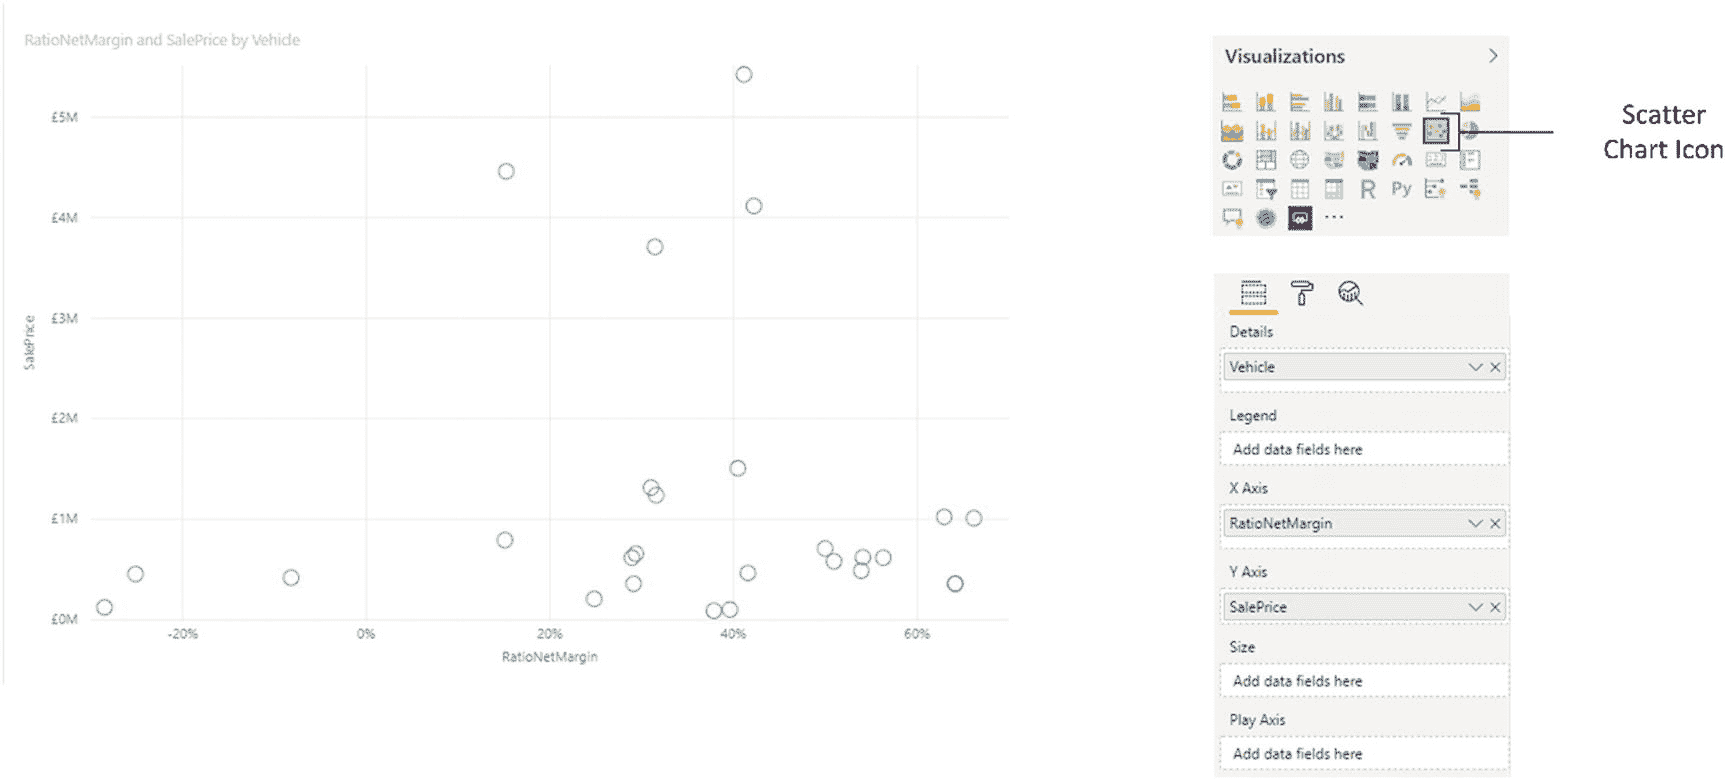 RatioNetMargin and SalePrice by Vehicle
£5M
£4M
£3M
£2M
£1M
£0M
SalePrice
-20%
0%
20%
40%
60%
RatioNetMargin
Visualizations
R
Py
Scatter
Chart Icon
Details
Vehicle
Legend
Add data fields here
X Axis
RatioNetMargin
Y Axis
SalePrice
Size
Add data fields here
Play Axis
Add data fields here